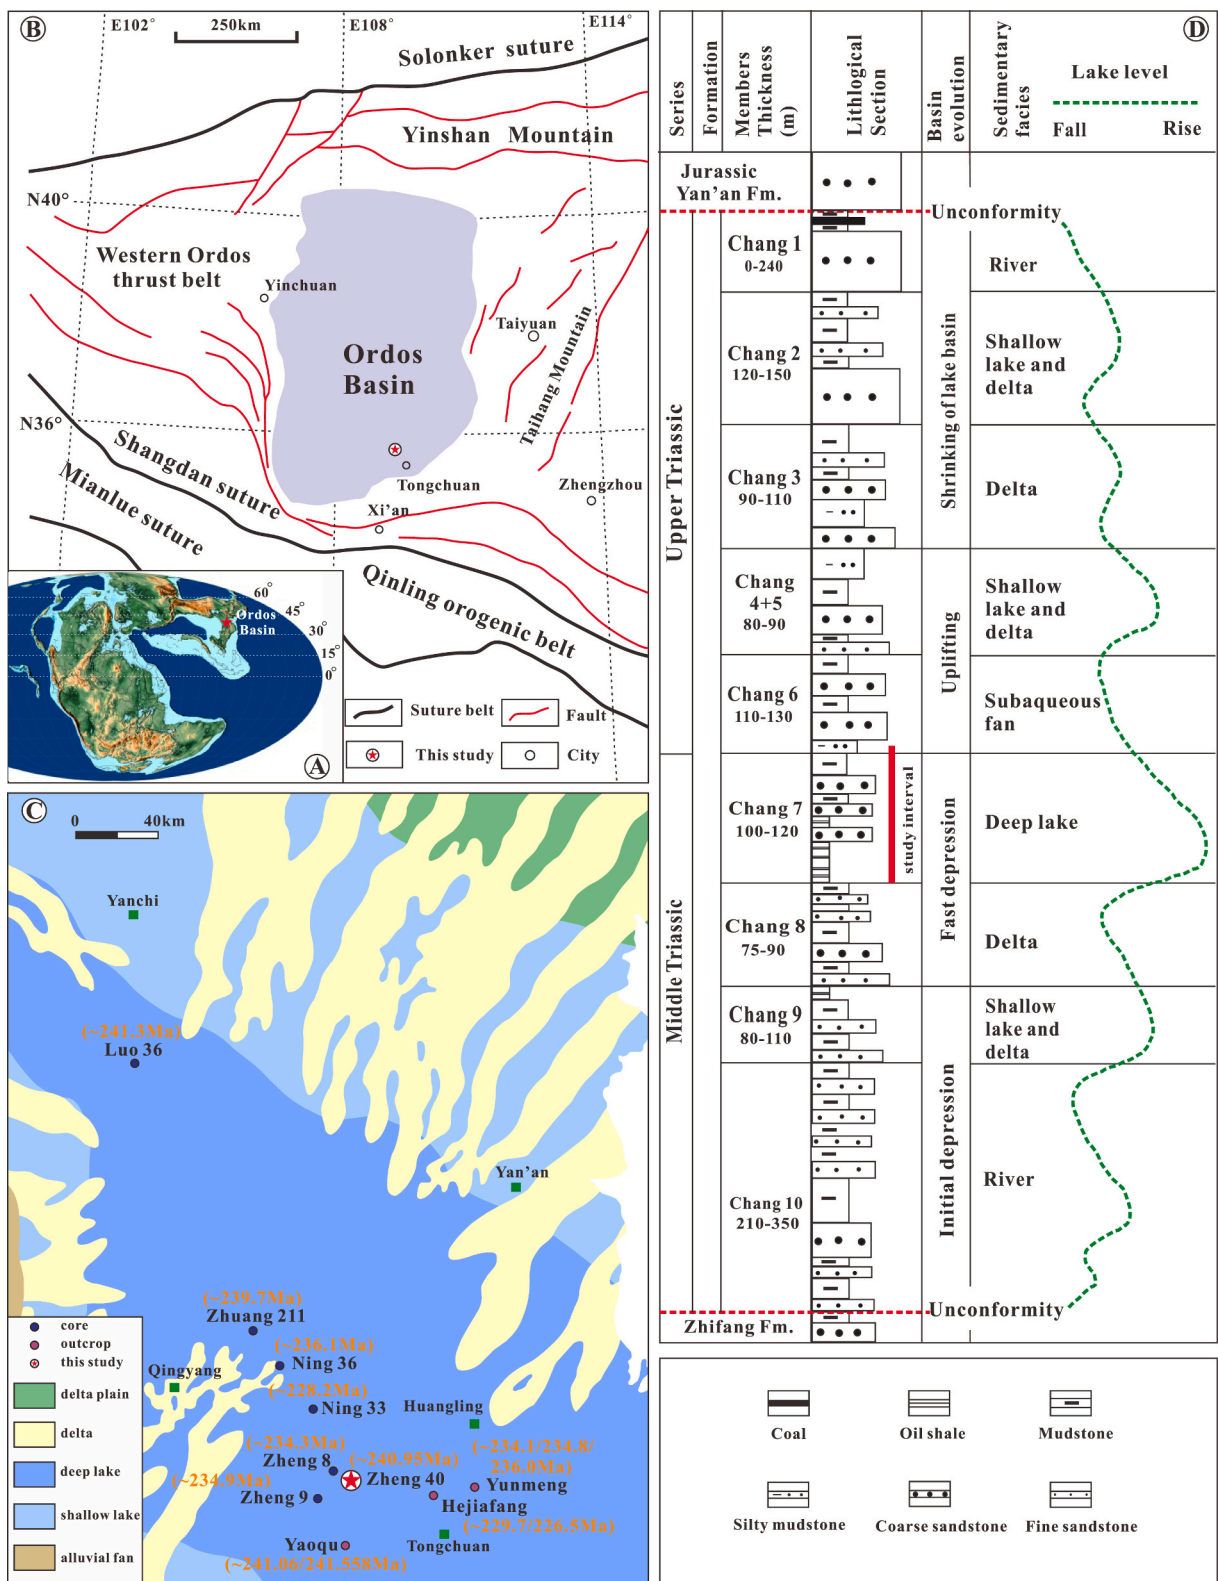 B
E102°
E108°
E114°
250km
Solonker suture
Yinshan Mountain
N40°
Western Ordos
thrust belt
Yinchuan
Taiyuan
Ordos
Basin
Taihang Mountain
N36°
Shangdan suture
Mianlue suture
Tongchuan
Zhengzhou
Xi'an
Qinling orogenic belt
60°
45°
Ordos
Basin
30°
15°
0°
A
Suture belt
Fault
This study
City
C
0
40km
Yanchi
(~241.3Ma)
Luo 36
Yan'an
(~239.7Ma)
Zhuang 211
(~236.1Ma)
Ning 36
Qingyang
(~228.2Ma)
Ning 33
Huangling
(~234.3Ma)
Zheng 8
(~240.95Ma)
Zheng 40
(~234.1/234.8/
236.0Ma)
Yunmeng
(~234.9Ma)
Zheng 9
Hejiafang
(~229.7/226.5Ma)
Yaoqu
Tongchuan
(~241.06/241.558Ma)
core
outcrop
this study
delta plain
delta
deep lake
shallow lake
alluvial fan
D
Series
Formation
Members
Thickness
(m)
Lithlogical
Section
Basin
evolution
Sedimentary
facies
Lake level
Fall
Rise
Jurassic
Yan'an Fm.
Unconformity
Upper Triassic
Middle Triassic
Chang 1
0-240
River
Chang 2
120-150
Shallow
lake and
delta
Shrinking of lake basin
Chang 3
90-110
Delta
Chang
4+5
80-90
Shallow
lake and
delta
Uplifting
Chang 6
110-130
Subaqueous
fan
Chang 7
100-120
study interval
Deep lake
Fast depression
Chang 8
75-90
Delta
Chang 9
80-110
Shallow
lake and
delta
Initial depression
Chang 10
210-350
River
Unconformity
Zhifang Fm.
Coal
Oil shale
Mudstone
Silty mudstone
Coarse sandstone
Fine sandstone